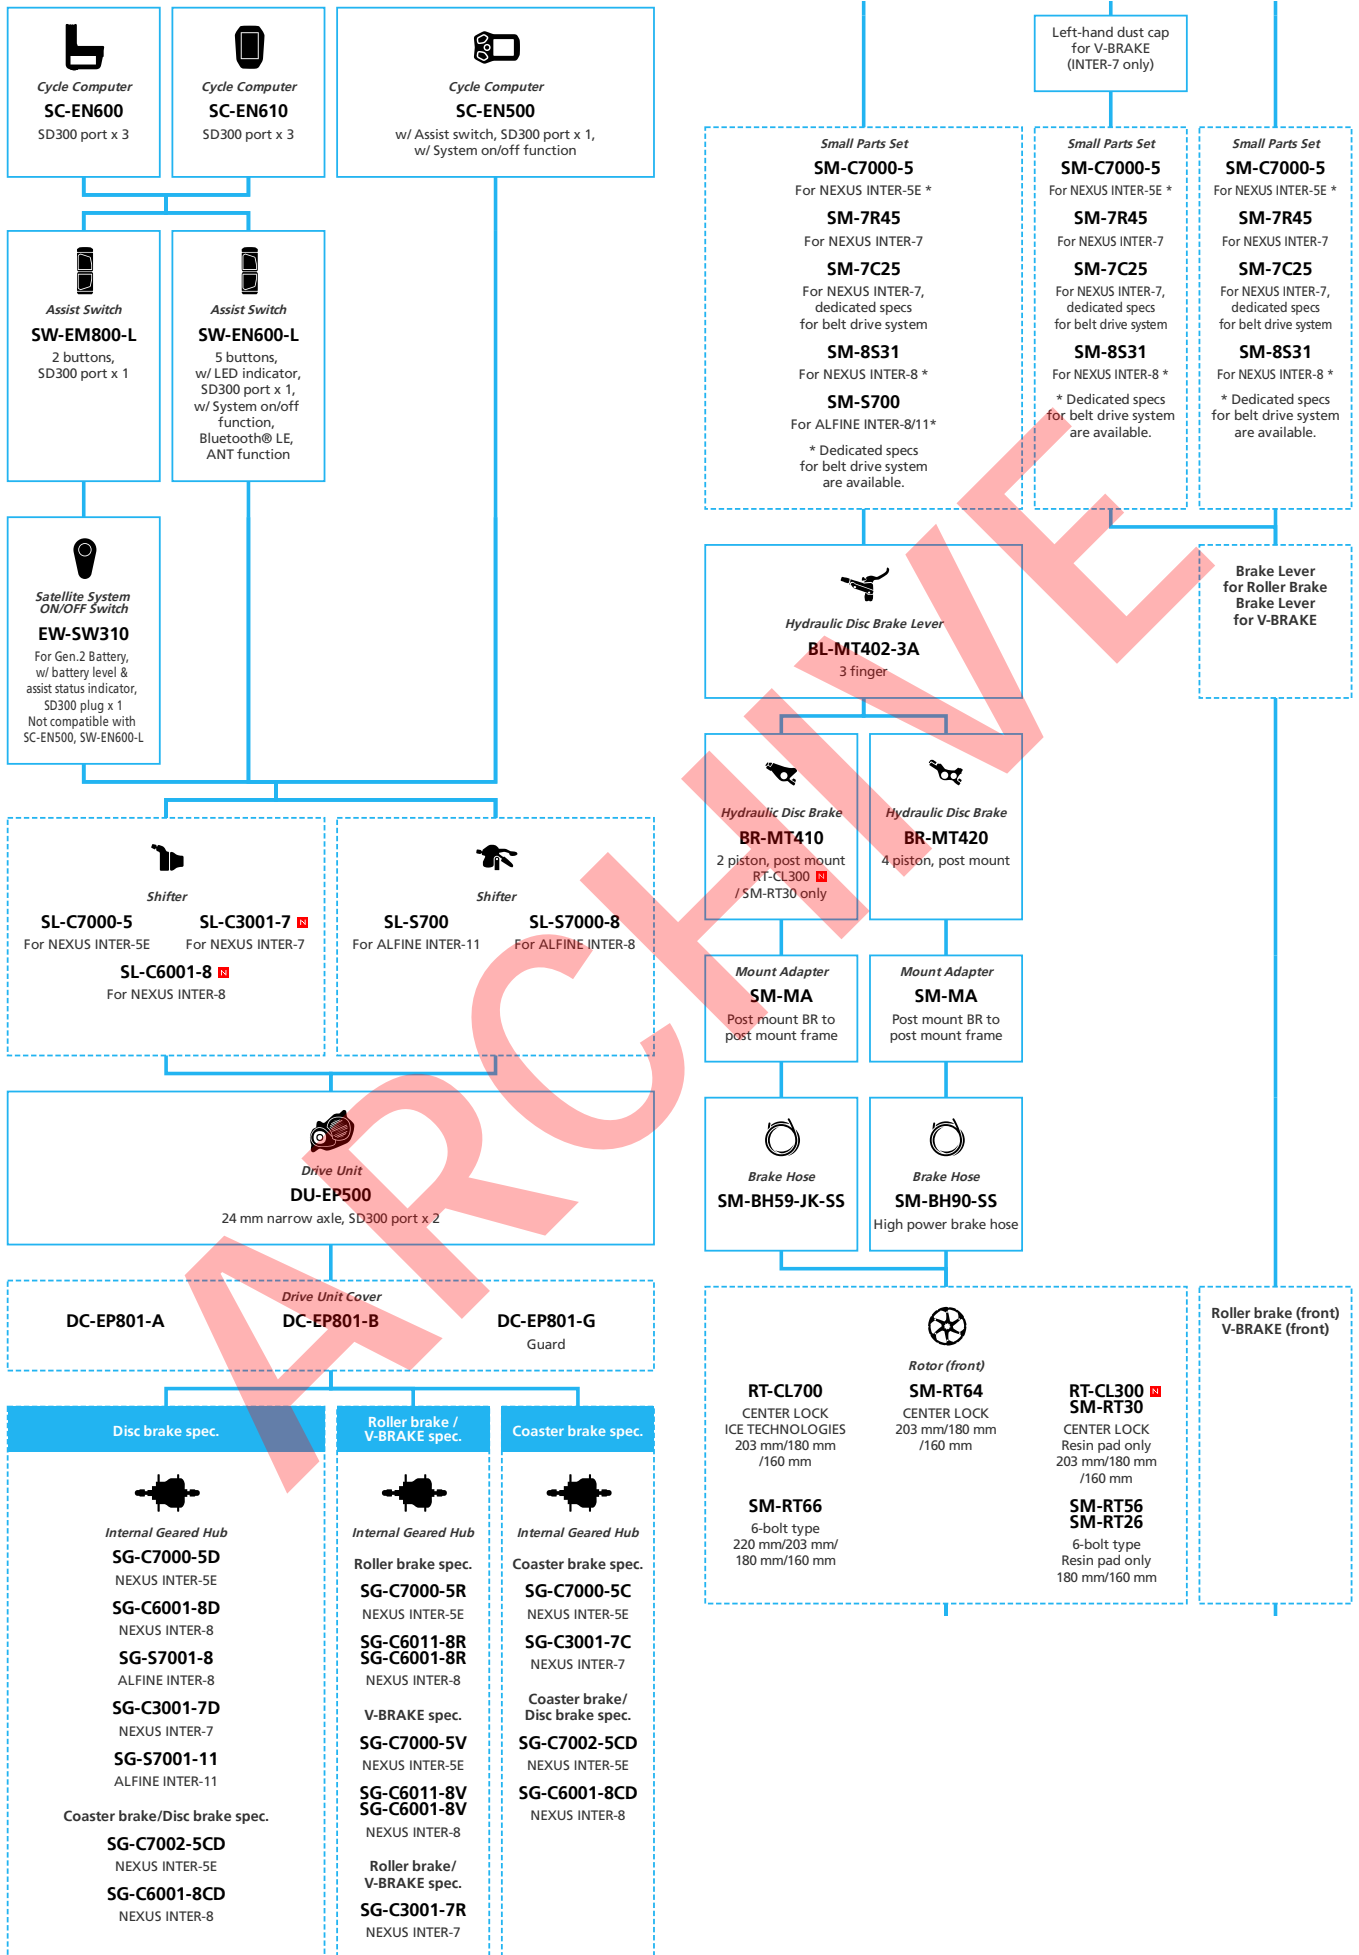 Cycle Computer
SC-EN600
SD300 port x 3
Cycle Computer
SC-EN610
SD300 port x 3
Cycle Computer
SC-EN500
w/ Assist switch, SD300 port x 1,
w/ System on/off function
Assist Switch
SW-EM800-L
2 buttons,
SD300 port x 1
Assist Switch
SW-EN600-L
5 buttons,
w/ LED indicator,
SD300 port x 1,
w/ System on/off
function,
Bluetooth® LE,
ANT function
Satellite System
ON/OFF Switch
EW-SW310
For Gen.2 Battery,
w/ battery level &
assist status indicator,
SD300 plug x 1
Not compatible with
SC-EN500, SW-EN600-L
Shifter
SL-C7000-5
For NEXUS INTER-5E
SL-C3001-7 N
For NEXUS INTER-7
SL-C6001-8 N
For NEXUS INTER-8
Shifter
SL-S700
For ALFINE INTER-11
SL-S7000-8
For ALFINE INTER-8
Drive Unit
DU-EP500
24 mm narrow axle, SD300 port x 2
Drive Unit Cover
DC-EP801-A
DC-EP801-B
DC-EP801-G
Guard
Disc brake spec.
Internal Geared Hub
SG-C7000-5D
NEXUS INTER-5E
SG-C6001-8D
NEXUS INTER-8
SG-S7001-8
ALFINE INTER-8
SG-C3001-7D
NEXUS INTER-7
SG-S7001-11
ALFINE INTER-11
Coaster brake/Disc brake spec.
SG-C7002-5CD
NEXUS INTER-5E
SG-C6001-8CD
NEXUS INTER-8
Roller brake /
V-BRAKE spec.
Internal Geared Hub
Roller brake spec.
SG-C7000-5R
NEXUS INTER-5E
SG-C6011-8R
SG-C6001-8R
NEXUS INTER-8
V-BRAKE spec.
SG-C7000-5V
NEXUS INTER-5E
SG-C6011-8V
SG-C6001-8V
NEXUS INTER-8
Roller brake/
V-BRAKE spec.
SG-C3001-7R
NEXUS INTER-7
Coaster brake spec.
Internal Geared Hub
Coaster brake spec.
SG-C7000-5C
NEXUS INTER-5E
SG-C3001-7C
NEXUS INTER-7
Coaster brake/
Disc brake spec.
SG-C7002-5CD
NEXUS INTER-5E
SG-C6001-8CD
NEXUS INTER-8
Left-hand dust cap
for V-BRAKE
(INTER-7 only)
Small Parts Set
SM-C7000-5
For NEXUS INTER-5E *
SM-7R45
For NEXUS INTER-7
SM-7C25
For NEXUS INTER-7,
dedicated specs
for belt drive system
SM-8S31
For NEXUS INTER-8 *
SM-S700
For ALFINE INTER-8/11*
* Dedicated specs
for belt drive system
are available.
Small Parts Set
SM-C7000-5
For NEXUS INTER-5E *
SM-7R45
For NEXUS INTER-7
SM-7C25
For NEXUS INTER-7,
dedicated specs
for belt drive system
SM-8S31
For NEXUS INTER-8 *
* Dedicated specs
for belt drive system
are available.
Small Parts Set
SM-C7000-5
For NEXUS INTER-5E *
SM-7R45
For NEXUS INTER-7
SM-7C25
For NEXUS INTER-7,
dedicated specs
for belt drive system
SM-8S31
For NEXUS INTER-8 *
* Dedicated specs
for belt drive system
are available.
Hydraulic Disc Brake Lever
BL-MT402-3A
3 finger
Brake Lever
for Roller Brake
Brake Lever
for V-BRAKE
Hydraulic Disc Brake
BR-MT410
2 piston, post mount
RT-CL300 N
/ SM-RT30 only
Hydraulic Disc Brake
BR-MT420
4 piston, post mount
Mount Adapter
SM-MA
Post mount BR to
post mount frame
Mount Adapter
SM-MA
Post mount BR to
post mount frame
Brake Hose
SM-BH59-JK-SS
Brake Hose
SM-BH90-SS
High power brake hose
Rotor (front)
RT-CL700
CENTER LOCK
ICE TECHNOLOGIES
203 mm/180 mm
/160 mm
SM-RT64
CENTER LOCK
203 mm/180 mm
/160 mm
RT-CL300 N
SM-RT30
CENTER LOCK
Resin pad only
203 mm/180 mm
/160 mm
SM-RT66
6-bolt type
220 mm/203 mm/
180 mm/160 mm
SM-RT56
SM-RT26
6-bolt type
Resin pad only
180 mm/160 mm
Roller brake (front)
V-BRAKE (front)
ARCHIVE